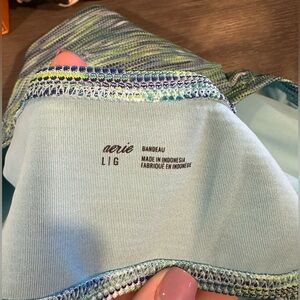 aerie BANDEAU
L|G MADE IN INDONESIA
FABRIQUÉ EN INDONÉSIE